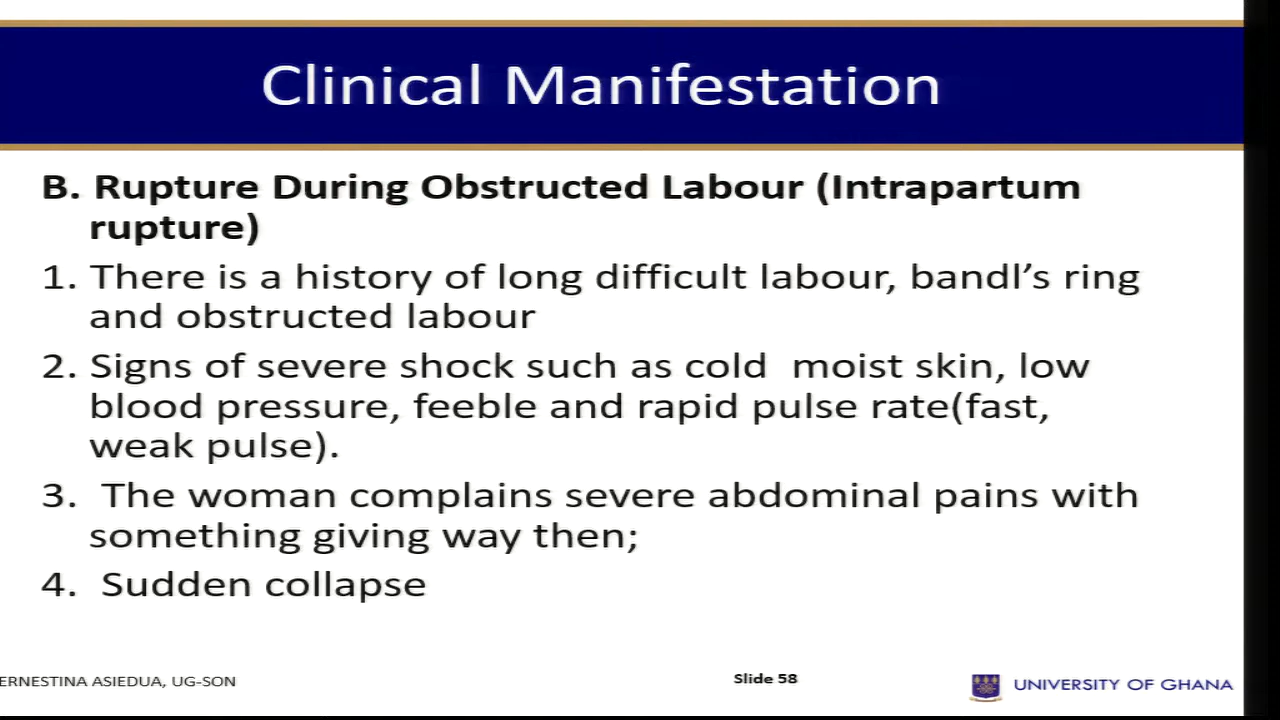 Clinical Manifestation
B. Rupture During Obstructed Labour (Intrapartum
rupture)
1. There is a history of long difficult labour, bandl’s ring
and obstructed labour
2. Signs of severe shock such as cold  moist skin, low
blood pressure, feeble and rapid pulse rate(fast,
weak pulse).
3.  The woman complains severe abdominal pains with
something giving way then;
4.  Sudden collapse
ERNESTINA ASIEDUA, UG-SON
Slide 58
UNIVERSITY OF GHANA